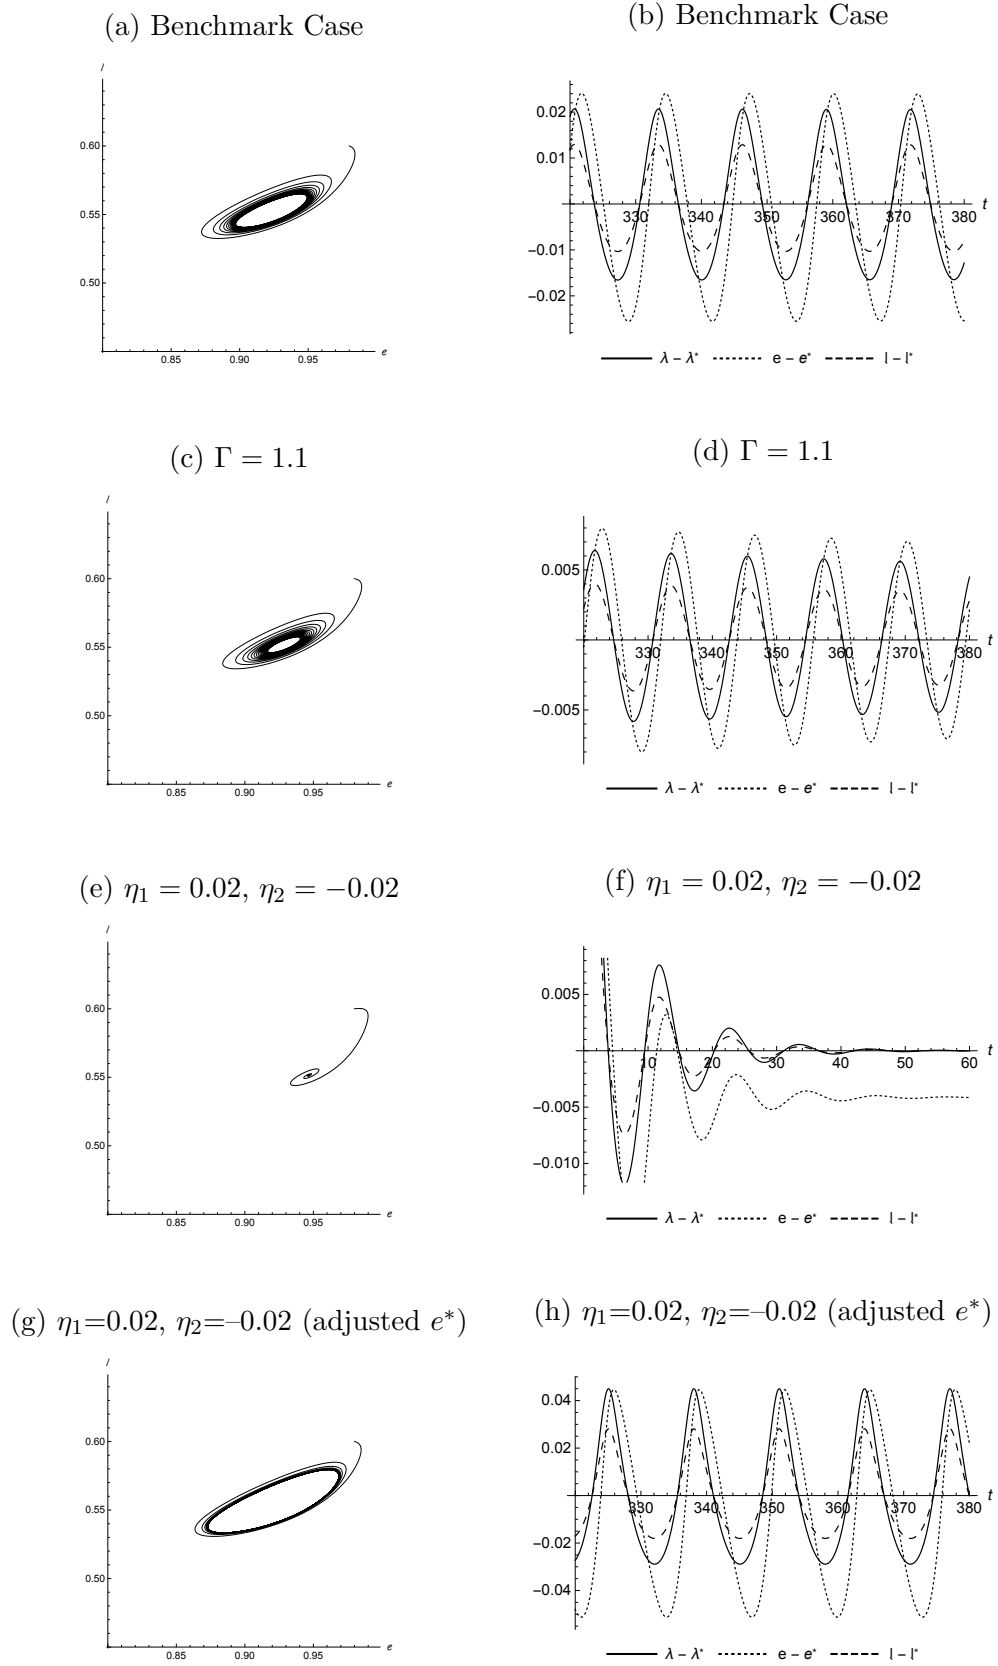 (a) Benchmark Case
(b) Benchmark Case
l
0.60
0.55
0.50
0.85 0.90 0.95 e
0.02
0.01
330 340 350 360 370 380 t
−0.01
−0.02
λ − λ* e − e* l − l*
(c) Γ = 1.1
(d) Γ = 1.1
l
0.60
0.55
0.50
0.85 0.90 0.95 e
0.005
330 340 350 360 370 380 t
−0.005
λ − λ* e − e* l − l*
(e) η₁ = 0.02, η₂ = −0.02
(f) η₁ = 0.02, η₂ = −0.02
l
0.60
0.55
0.50
0.85 0.90 0.95 e
0.005
10 20 30 40 50 60 t
−0.005
−0.010
λ − λ* e − e* l − l*
(g) η₁=0.02, η₂=–0.02 (adjusted e*)
(h) η₁=0.02, η₂=–0.02 (adjusted e*)
l
0.60
0.55
0.50
0.85 0.90 0.95 e
0.04
0.02
330 340 350 360 370 380 t
−0.02
−0.04
λ − λ* e − e* l − l*